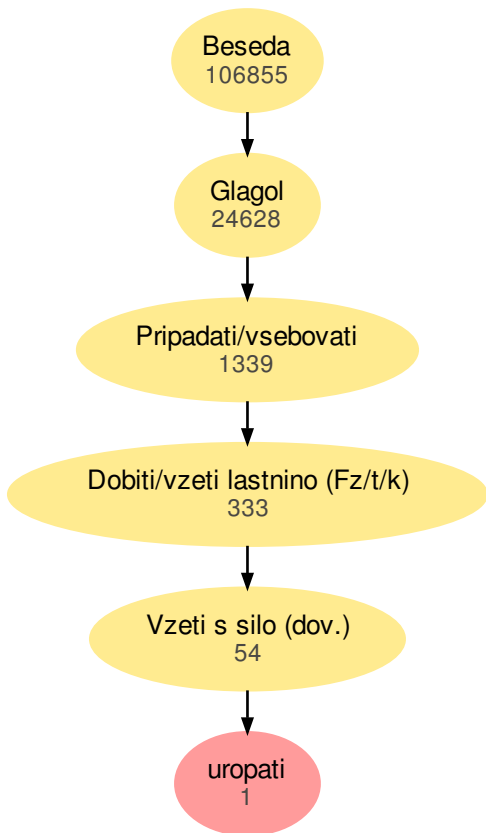 Beseda
106855
Glagol
24628
Pripadati/vsebovati
1339
Dobiti/vzeti lastnino (Fz/t/k)
333
Vzeti s silo (dov.)
54
uropati
1